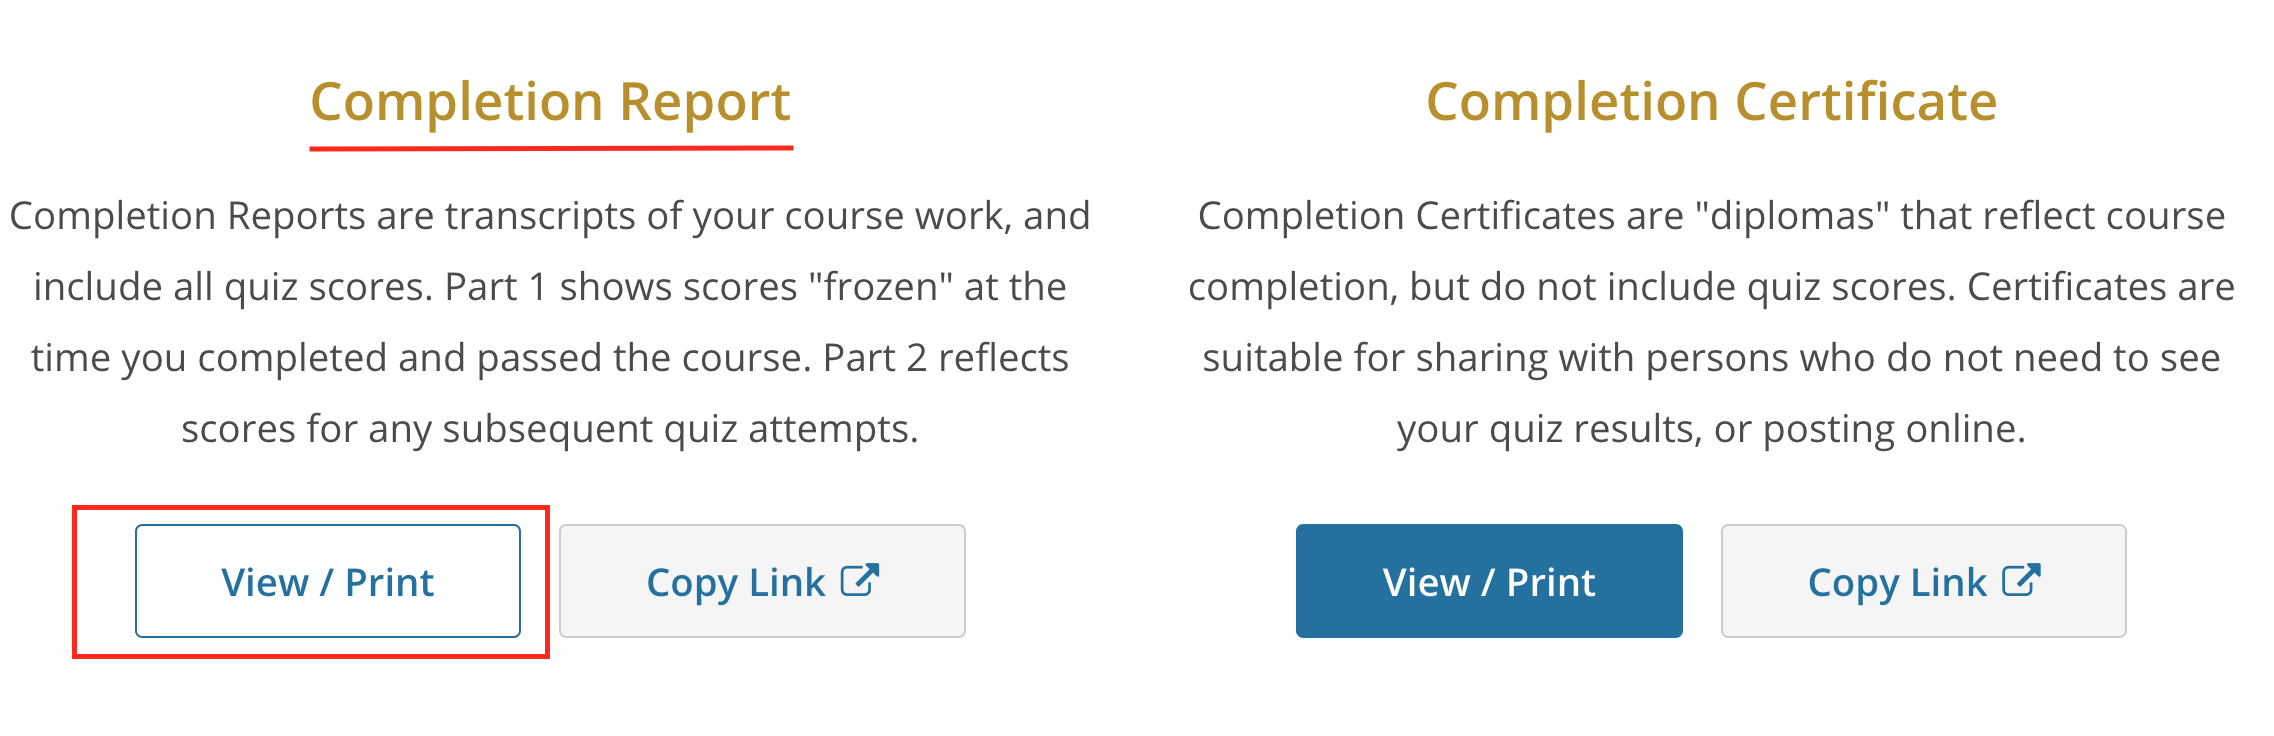 Completion Report
Completion Reports are transcripts of your course work, and
include all quiz scores. Part 1 shows scores "frozen" at the
time you completed and passed the course. Part 2 reflects
scores for any subsequent quiz attempts.
View / Print
Copy Link
Completion Certificate
Completion Certificates are "diplomas" that reflect course
completion, but do not include quiz scores. Certificates are
suitable for sharing with persons who do not need to see
your quiz results, or posting online.
View / Print
Copy Link